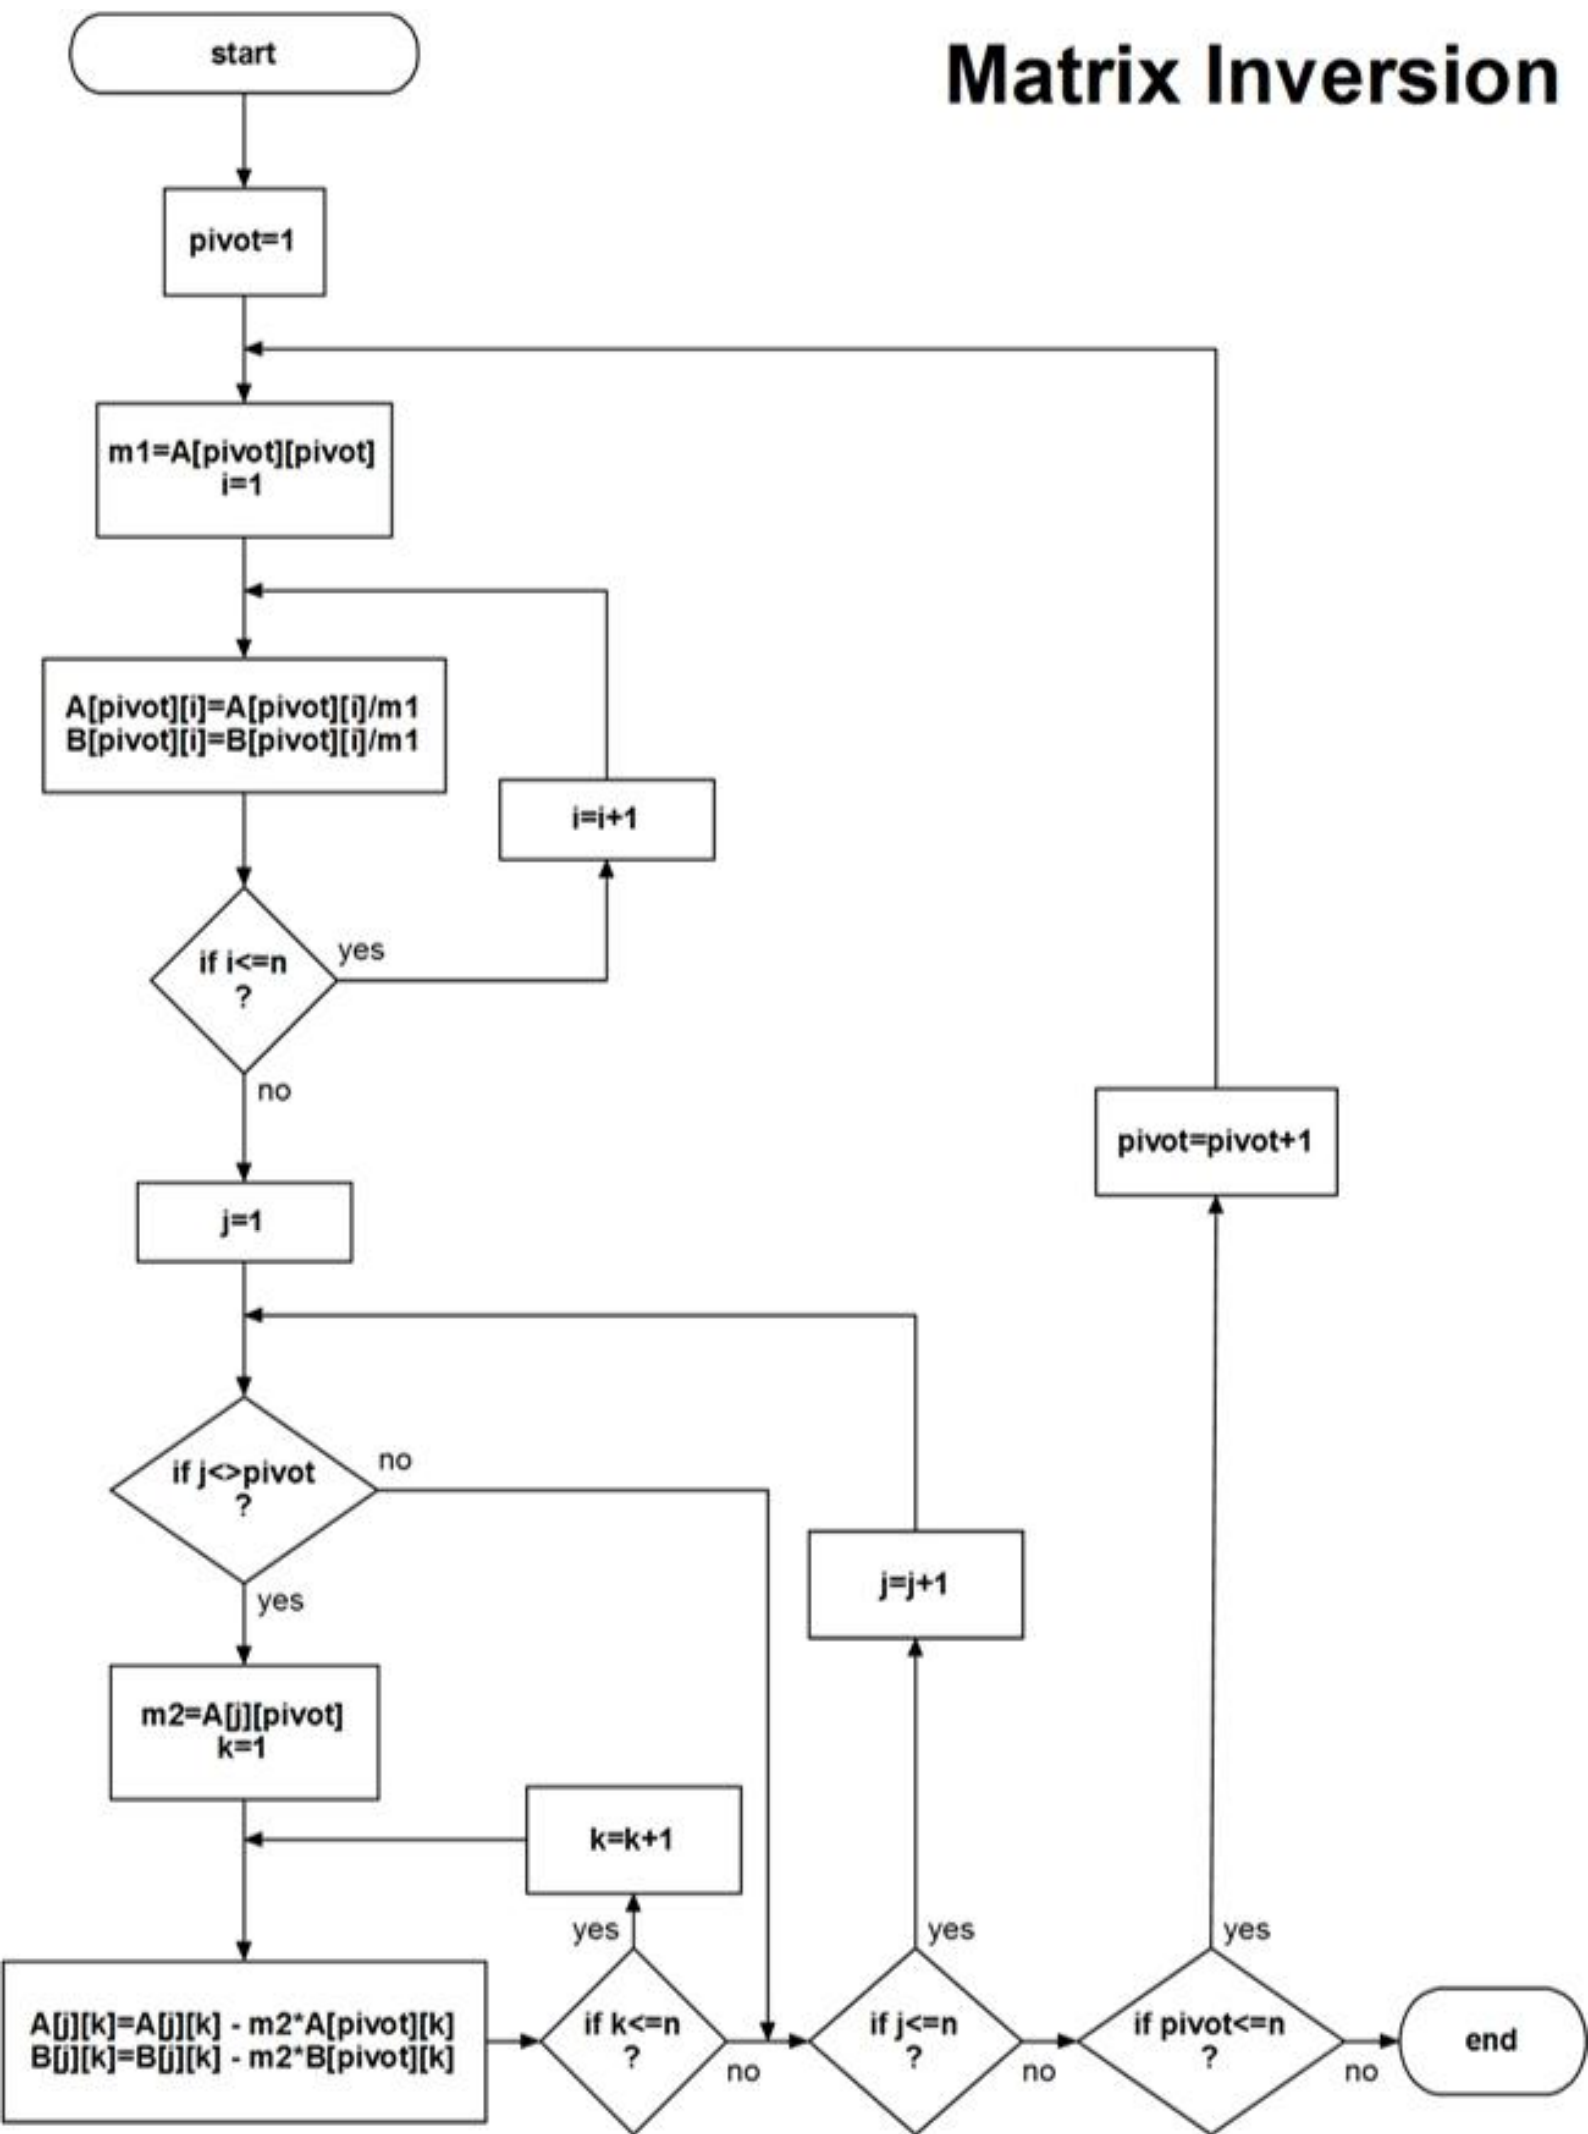 Matrix Inversion
start
pivot=1
m1=A[pivot][pivot]
i=1
A[pivot][i]=A[pivot][i]/m1
B[pivot][i]=B[pivot][i]/m1
i=i+1
if i<=n
?
yes
no
j=1
pivot=pivot+1
if j<>pivot
?
no
yes
j=j+1
m2=A[j][pivot]
k=1
k=k+1
A[j][k]=A[j][k] - m2*A[pivot][k]
B[j][k]=B[j][k] - m2*B[pivot][k]
yes
if k<=n
?
no
yes
if j<=n
?
no
yes
if pivot<=n
?
no
end